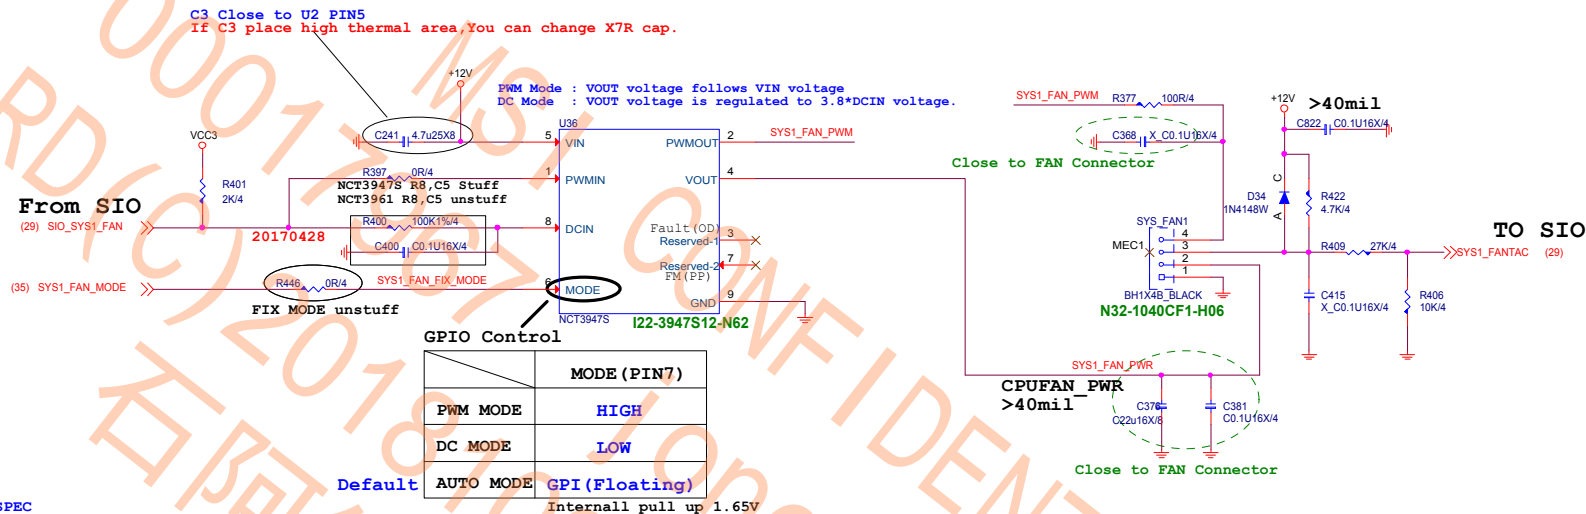 C3 Close to U2 PIN5
If C3 place high thermal area,You can change X7R cap.
+12V
PWM Mode : VOUT voltage follows VIN voltage
DC Mode : VOUT voltage is regulated to 3.8*DCIN voltage.
VCC3
C241 4.7u25X8
U36
5 VIN
PWMOUT 2 SYS1_FAN_PWM
R397 0R/4
1 PWMIN
VOUT 4
NCT3947S R8,C5 Stuff
NCT3961 R8,C5 unstuff
R401
2K/4
From SIO
(29) SIO_SYS1_FAN
20170428
R400 100K1%/4
8 DCIN
C400 C0.1U16X/4
Fault(OD)
Reserved-1 3
Reserved-2 7
FM(PP)
(35) SYS1_FAN_MODE
R446 0R/4
SYS1_FAN_FIX_MODE
6 MODE
GND 9
FIX MODE unstuff
NCT3947S
I22-3947S12-N62
GPIO Control
MODE(PIN7)
PWM MODE HIGH
DC MODE LOW
Default AUTO MODE GPI(Floating)
Internall pull up 1.65V
SPEC
SYS1_FAN_PWM
R377 100R/4
C368 X_C0.1U16X/4
Close to FAN Connector
+12V
>40mil
C822 C0.1U16X/4
C
D34
1N4148W
A
R422
4.7K/4
SYS_FAN1
MEC1
4
3
2
1
BH1X4B_BLACK
N32-1040CF1-H06
TO SIO
R409 27K/4
SYS1_FANTAC (29)
C415
X_C0.1U16X/4
R406
10K/4
SYS1_FAN_PWR
CPUFAN_PWR
>40mil
C376
C22u16X/8
C381
C0.1U16X/4
Close to FAN Connector
MSI CONFIDENT